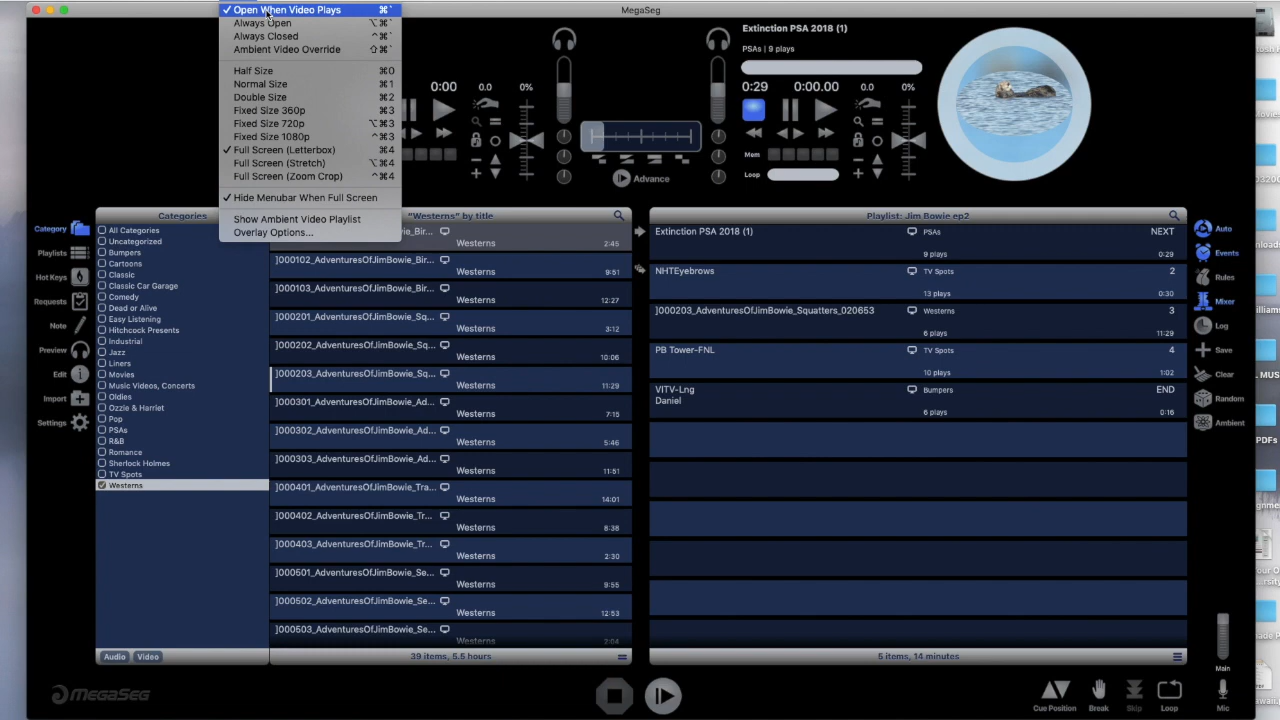 MegaSeg
Open When Video Plays ⌘`
Always Open ⌥⌘`
Always Closed ⌃⌘`
Ambient Video Override ⇧⌘`
Half Size ⌘0
Normal Size ⌘1
Double Size ⌘2
Fixed Size 360p ⌘3
Fixed Size 720p ⌥⌘3
Fixed Size 1080p ⌃⌘3
Full Screen (Letterbox) ⌘4
Full Screen (Stretch) ⌥⌘4
Full Screen (Zoom Crop) ⌃⌘4
Hide Menubar When Full Screen
Show Ambient Video Playlist
Overlay Options...
0:00 0.0 0%
Advance
Extinction PSA 2018 (1)
PSAs | 9 plays
0:29 0:00.00 0.0 0%
Mem
Loop
Category
Playlists
Hot Keys
Requests
Note
Preview
Edit
Import
Settings
Categories
All Categories
Uncategorized
Bumpers
Cartoons
Classic
Classic Car Garage
Comedy
Dead or Alive
Easy Listening
Hitchcock Presents
Industrial
Jazz
Liners
Movies
Music Videos, Concerts
Oldies
Ozzie & Harriet
Pop
PSAs
R&B
Romance
Sherlock Holmes
TV Spots
Westerns
Audio Video
"Westerns" by title
_Bir...
Westerns 2:45
]000102_AdventuresOfJimBowie_Bir...
Westerns 9:51
]000103_AdventuresOfJimBowie_Bir...
Westerns 12:27
]000201_AdventuresOfJimBowie_Sq...
Westerns 3:12
]000202_AdventuresOfJimBowie_Sq...
Westerns 10:06
]000203_AdventuresOfJimBowie_Sq...
Westerns 11:29
]000301_AdventuresOfJimBowie_Ad...
Westerns 7:15
]000302_AdventuresOfJimBowie_Ad...
Westerns 5:46
]000303_AdventuresOfJimBowie_Ad...
Westerns 11:51
]000401_AdventuresOfJimBowie_Tra...
Westerns 14:01
]000402_AdventuresOfJimBowie_Tr...
Westerns 8:38
]000403_AdventuresOfJimBowie_Tr...
Westerns 2:30
]000501_AdventuresOfJimBowie_Se...
Westerns 9:55
]000502_AdventuresOfJimBowie_Se...
Westerns 12:53
]000503_AdventuresOfJimBowie_Se...
Westerns 2:04
39 items, 5.5 hours
Playlist: Jim Bowie ep2
Extinction PSA 2018 (1) PSAs NEXT
9 plays 0:29
NHTEyebrows TV Spots 2
13 plays 0:30
]000203_AdventuresOfJimBowie_Squatters_020653 Westerns 3
6 plays 11:29
PB Tower-FNL TV Spots 4
10 plays 1:02
VITV-Lng Bumpers END
Daniel
6 plays 0:16
5 items, 14 minutes
Auto
Events
Rules
Mixer
Log
Save
Clear
Random
Ambient
Main
MegaSeg
Cue Position
Break
Skip
Loop
Mic
PDFs